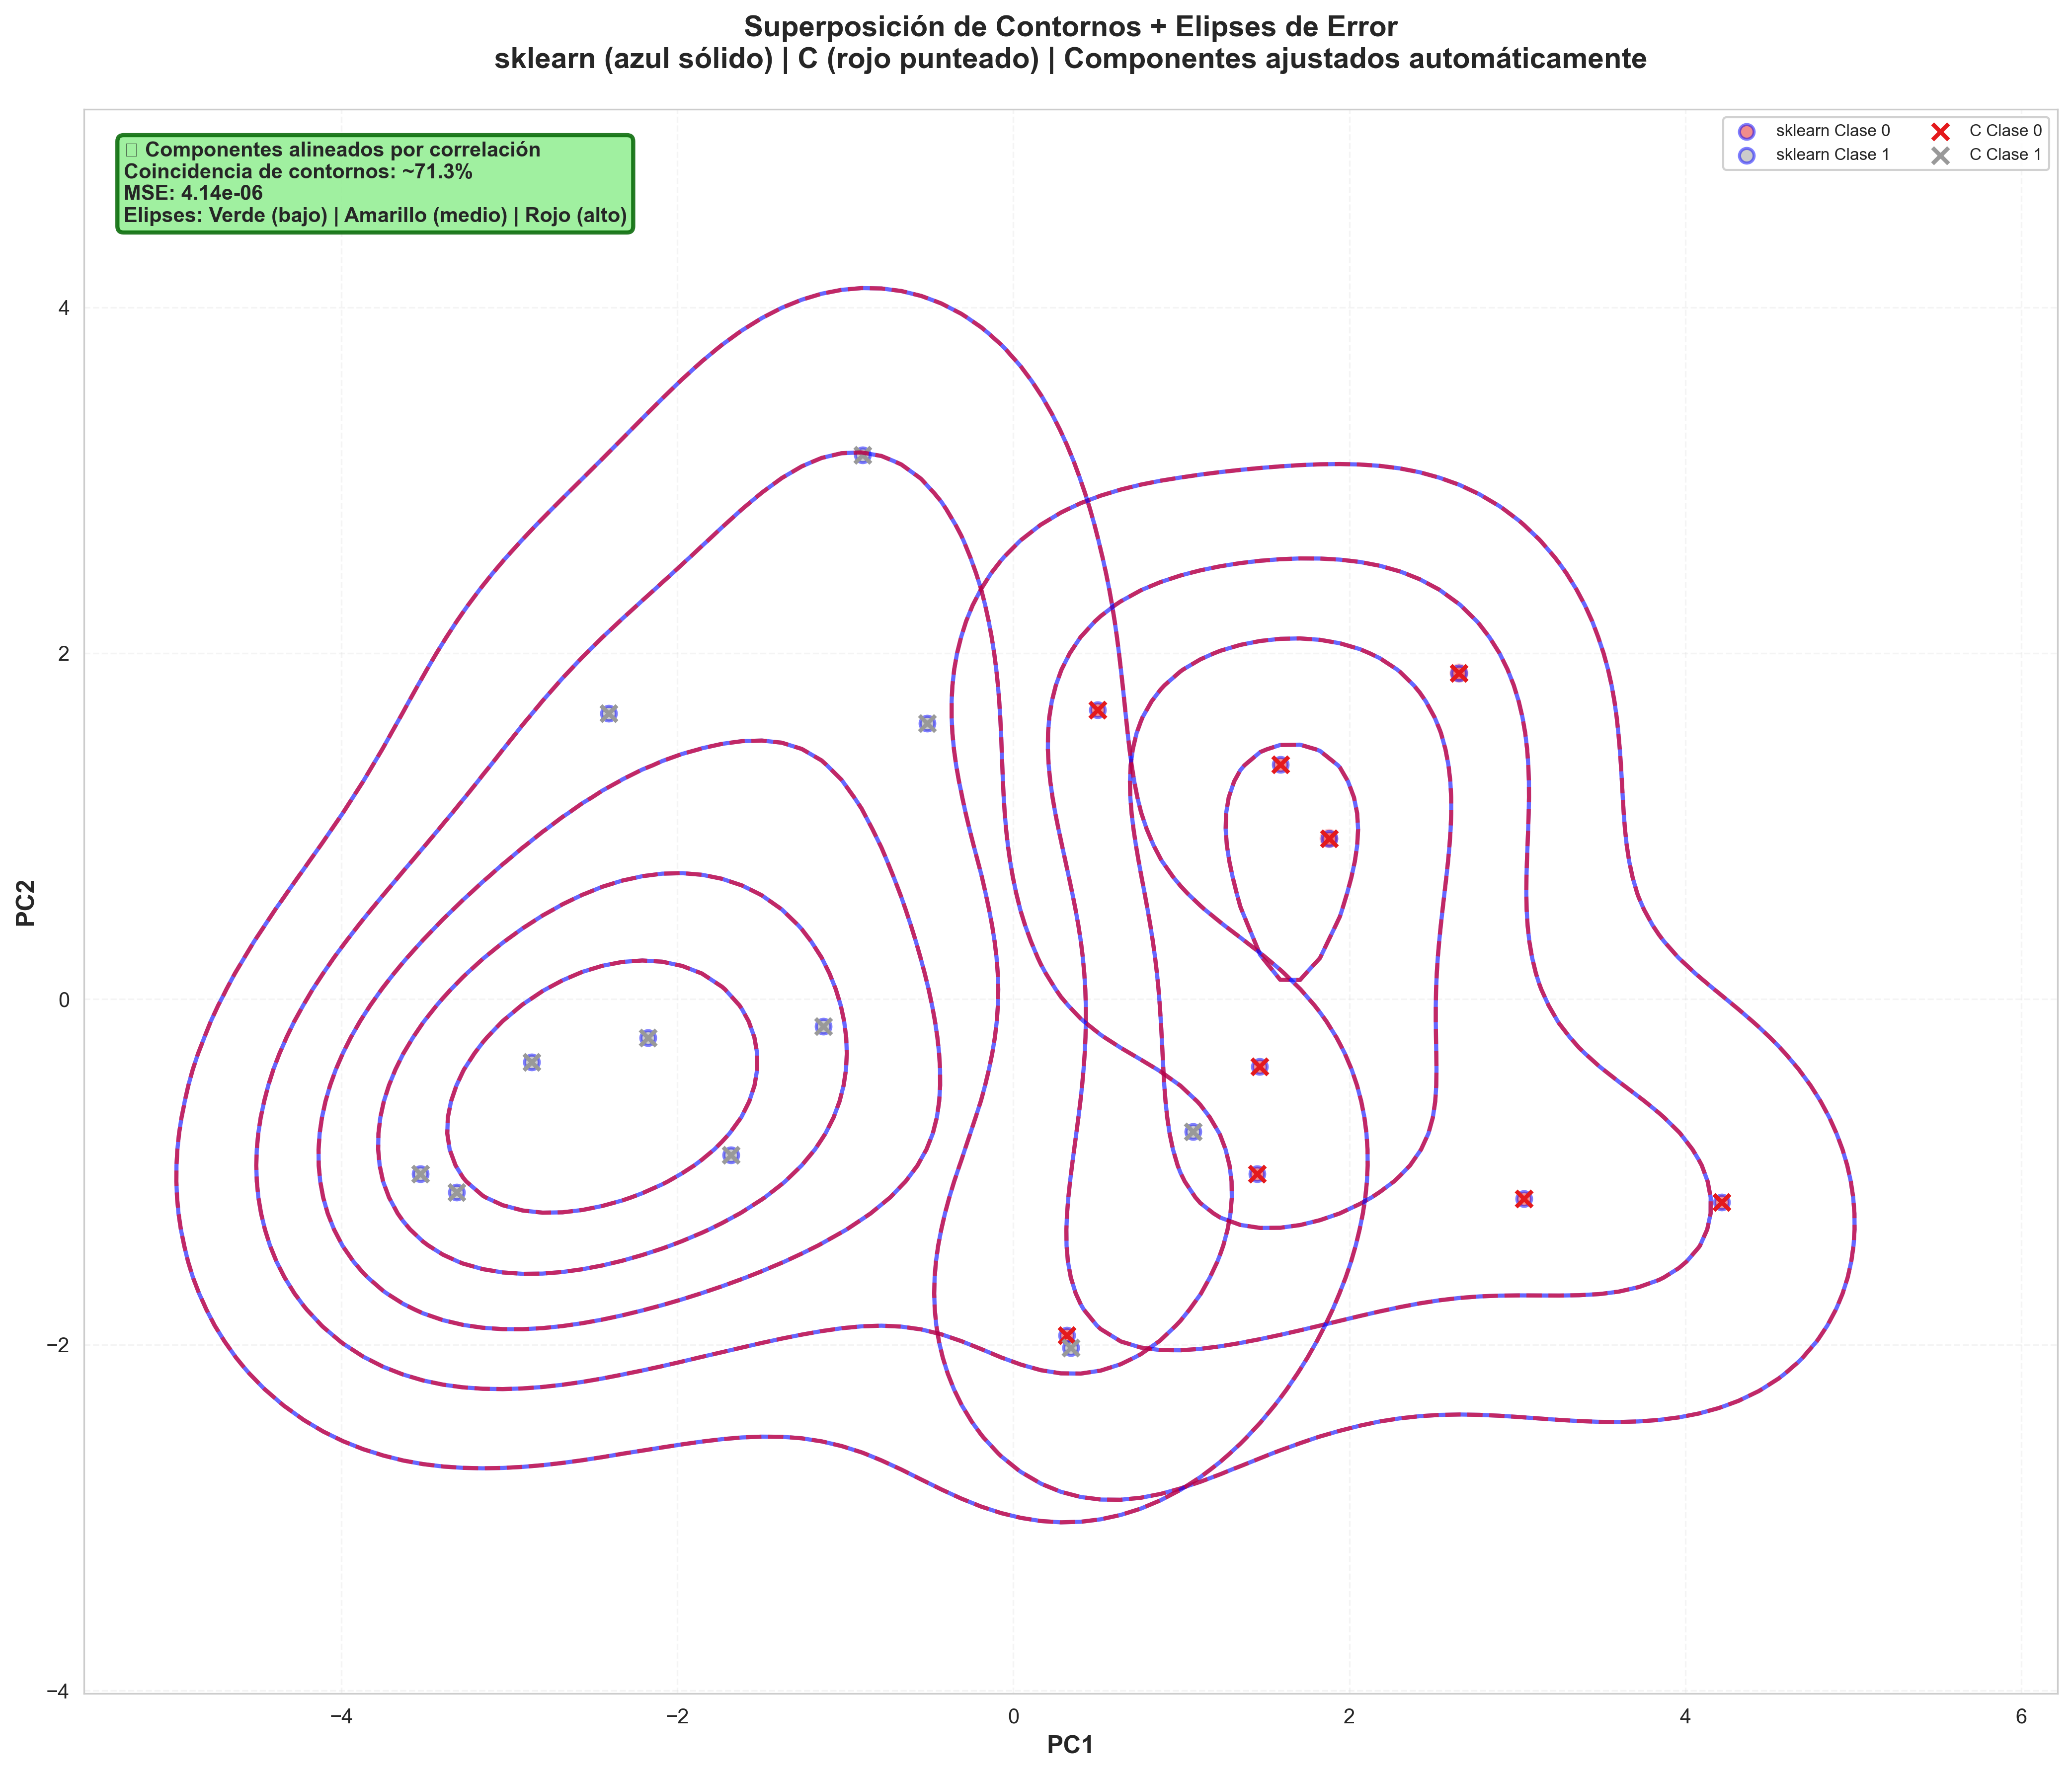 Superposición de Contornos + Elipses de Error
sklearn (azul sólido) | C (rojo punteado) | Componentes ajustados automáticamente
Componentes alineados por correlación
Coincidencia de contornos: ~71.3%
MSE: 4.14e-06
Elipses: Verde (bajo) | Amarillo (medio) | Rojo (alto)
sklearn Clase 0
sklearn Clase 1
C Clase 0
C Clase 1
4
2
0
−2
−4
PC2
−4
−2
0
2
4
6
PC1